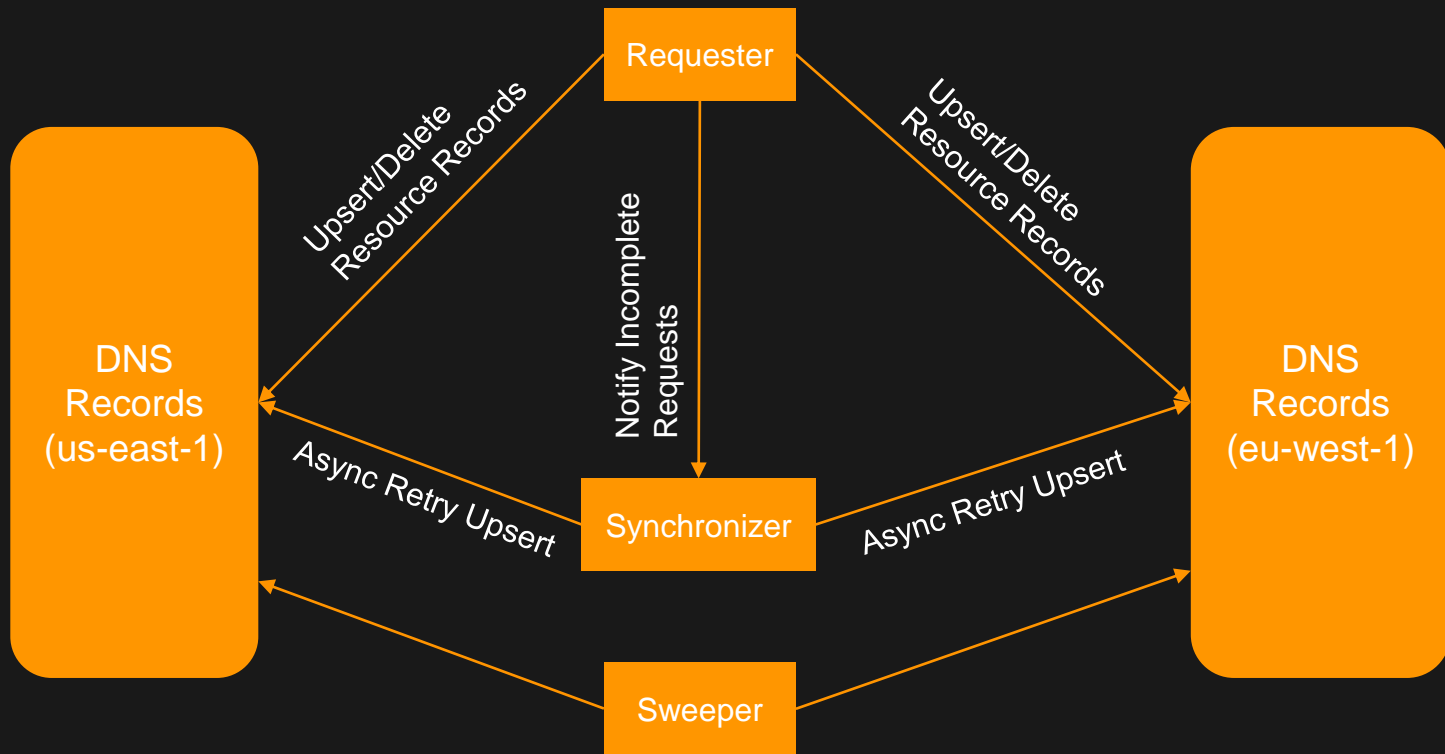 Requester
Upsert/Delete
Resource Records
Upsert/Delete
Resource Records
Notify Incomplete
Requests
DNS
Records
(us-east-1)
DNS
Records
(eu-west-1)
Async Retry Upsert
Synchronizer
Async Retry Upsert
Sweeper